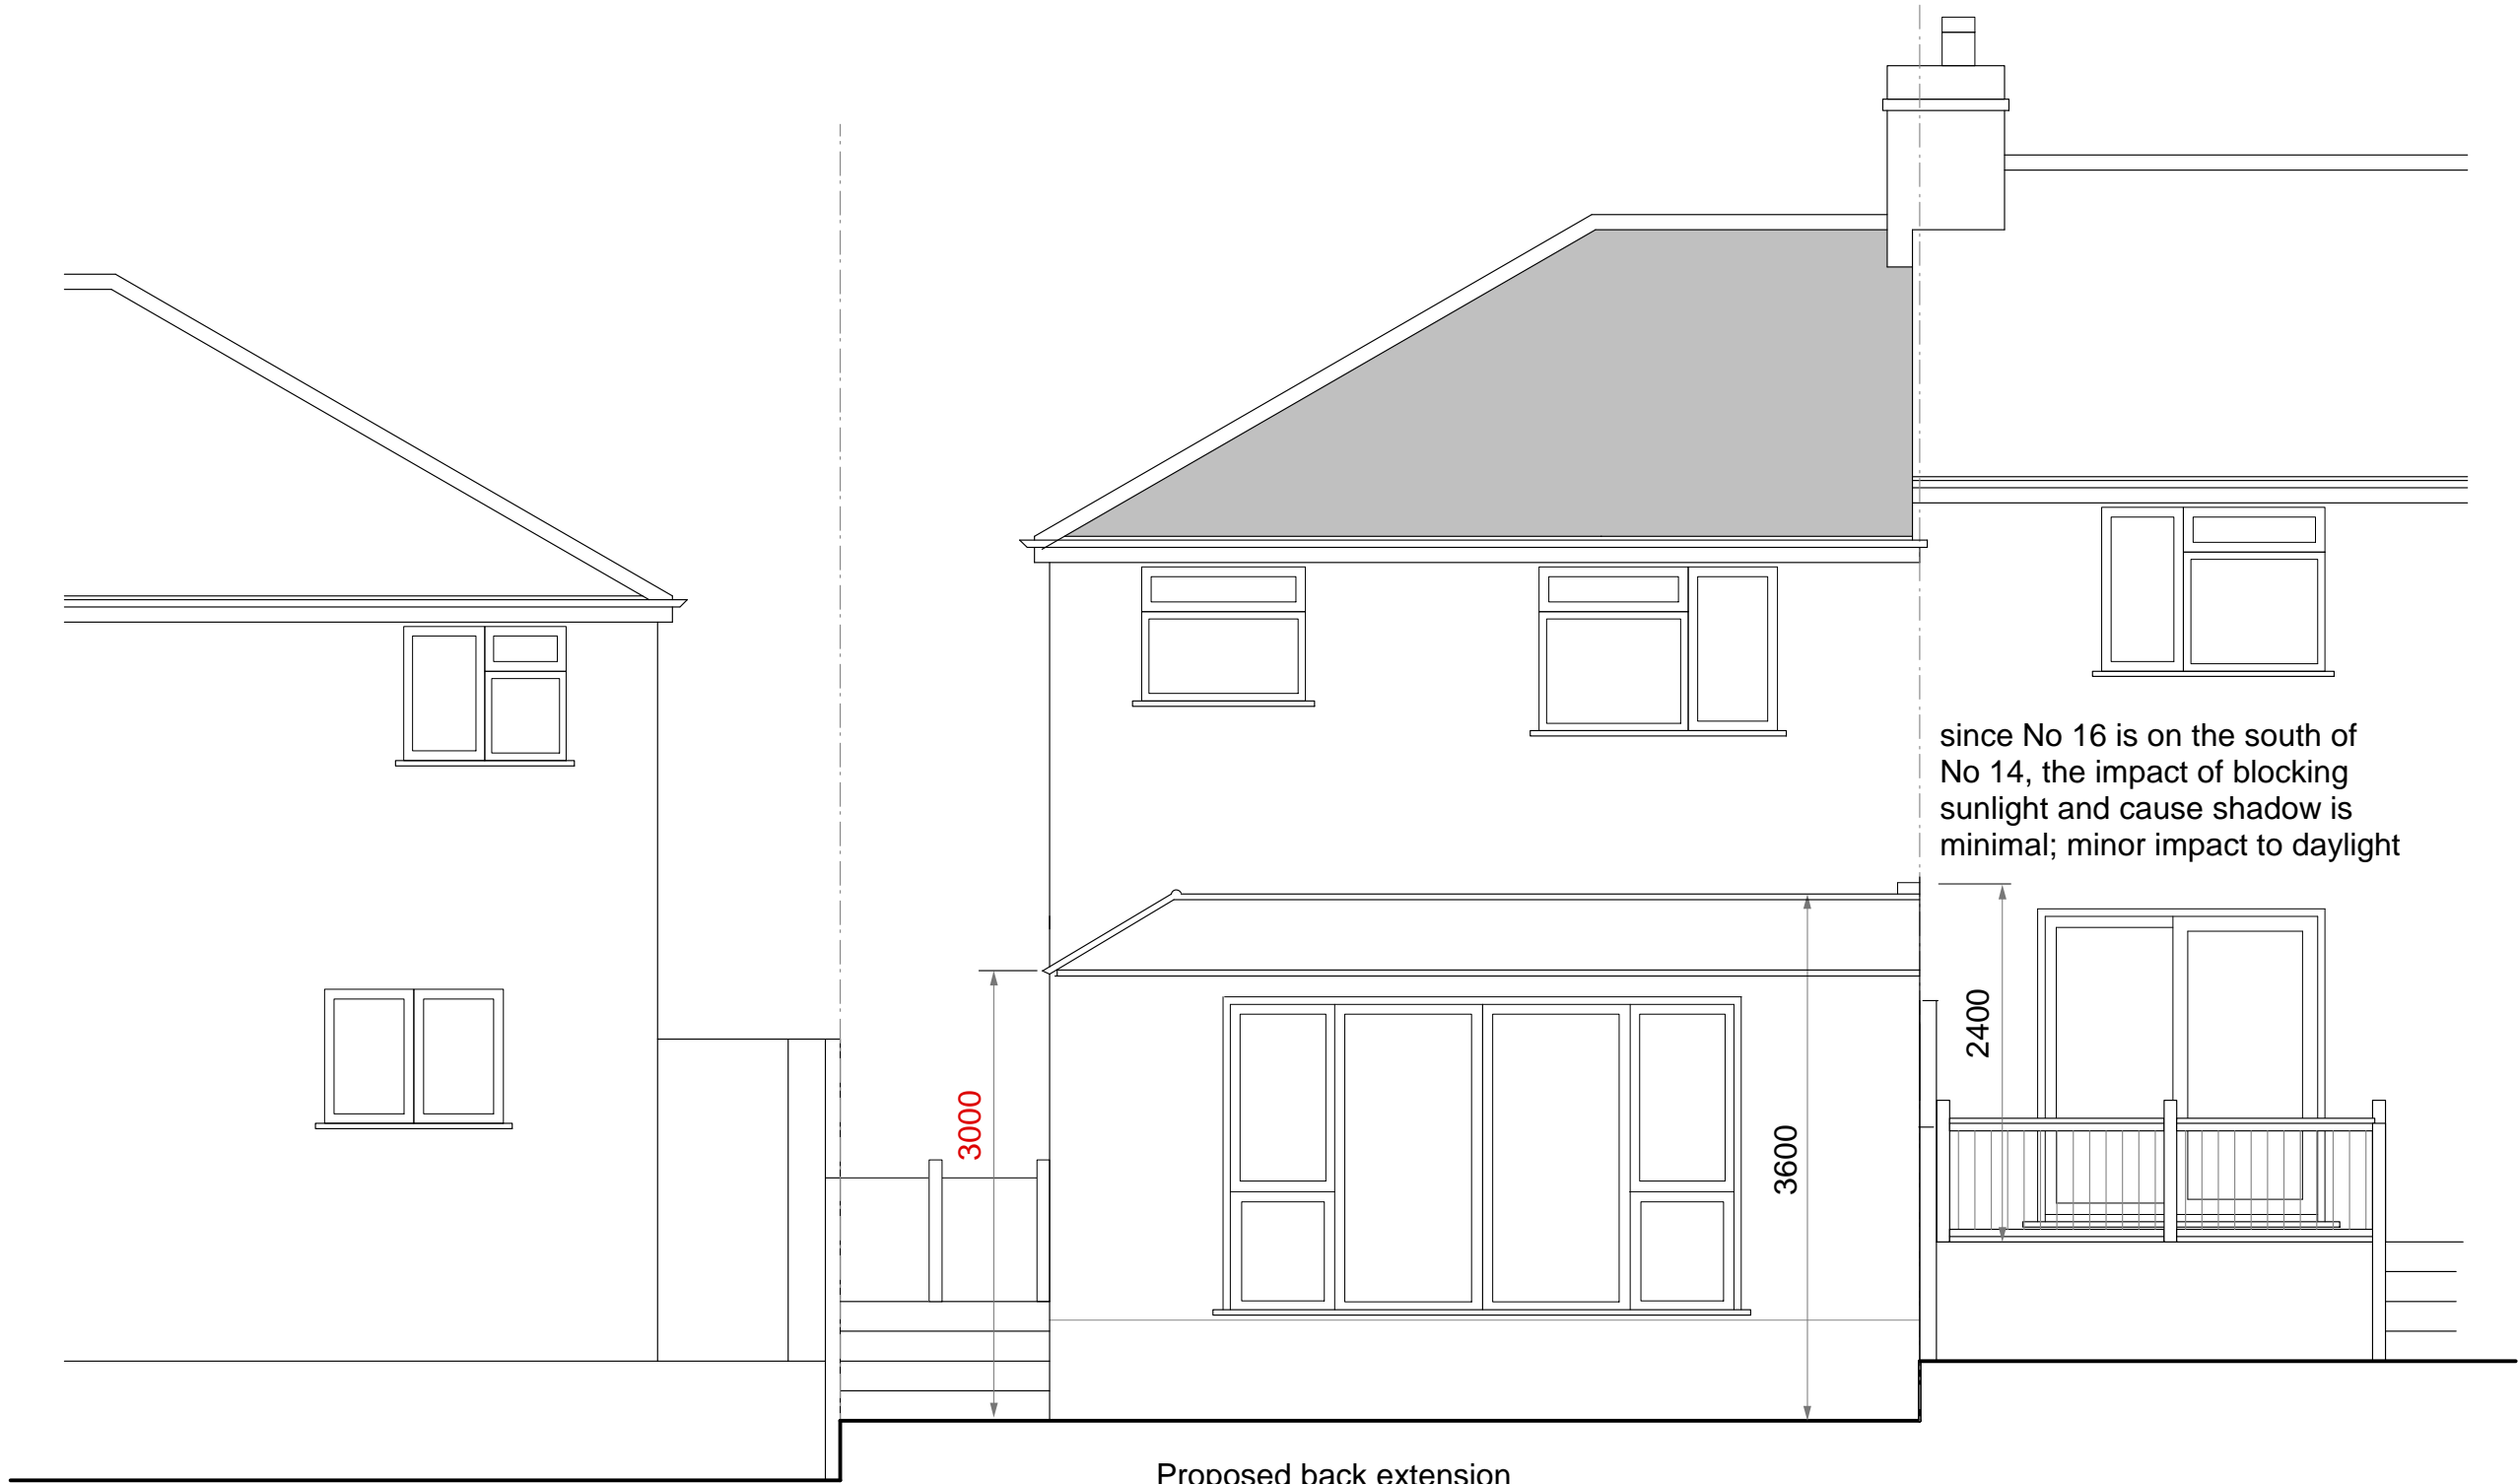 since No 16 is on the south of
No 14, the impact of blocking
sunlight and cause shadow is
minimal; minor impact to daylight
2400
3000
3600
Proposed back extension